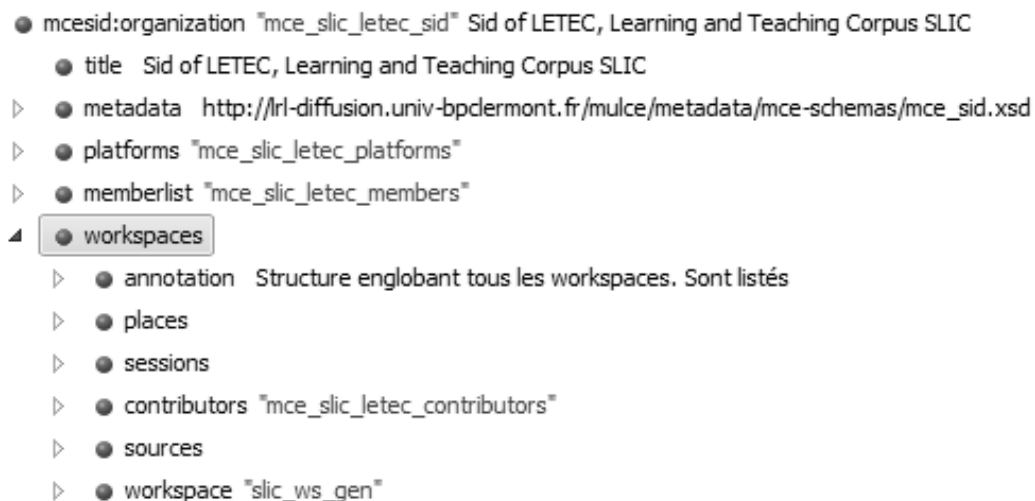 mcesid:organization "mce_slic_letec_sid" Sid of LETEC, Learning and Teaching Corpus SLIC
title Sid of LETEC, Learning and Teaching Corpus SLIC
metadata http://lrl-diffusion.univ-bpclermont.fr/mulce/metadata/mce-schemas/mce_sid.xsd
platforms "mce_slic_letec_platforms"
memberlist "mce_slic_letec_members"
workspaces
annotation Structure englobant tous les workspaces. Sont listés
places
sessions
contributors "mce_slic_letec_contributors"
sources
workspace "slic_ws_gen"